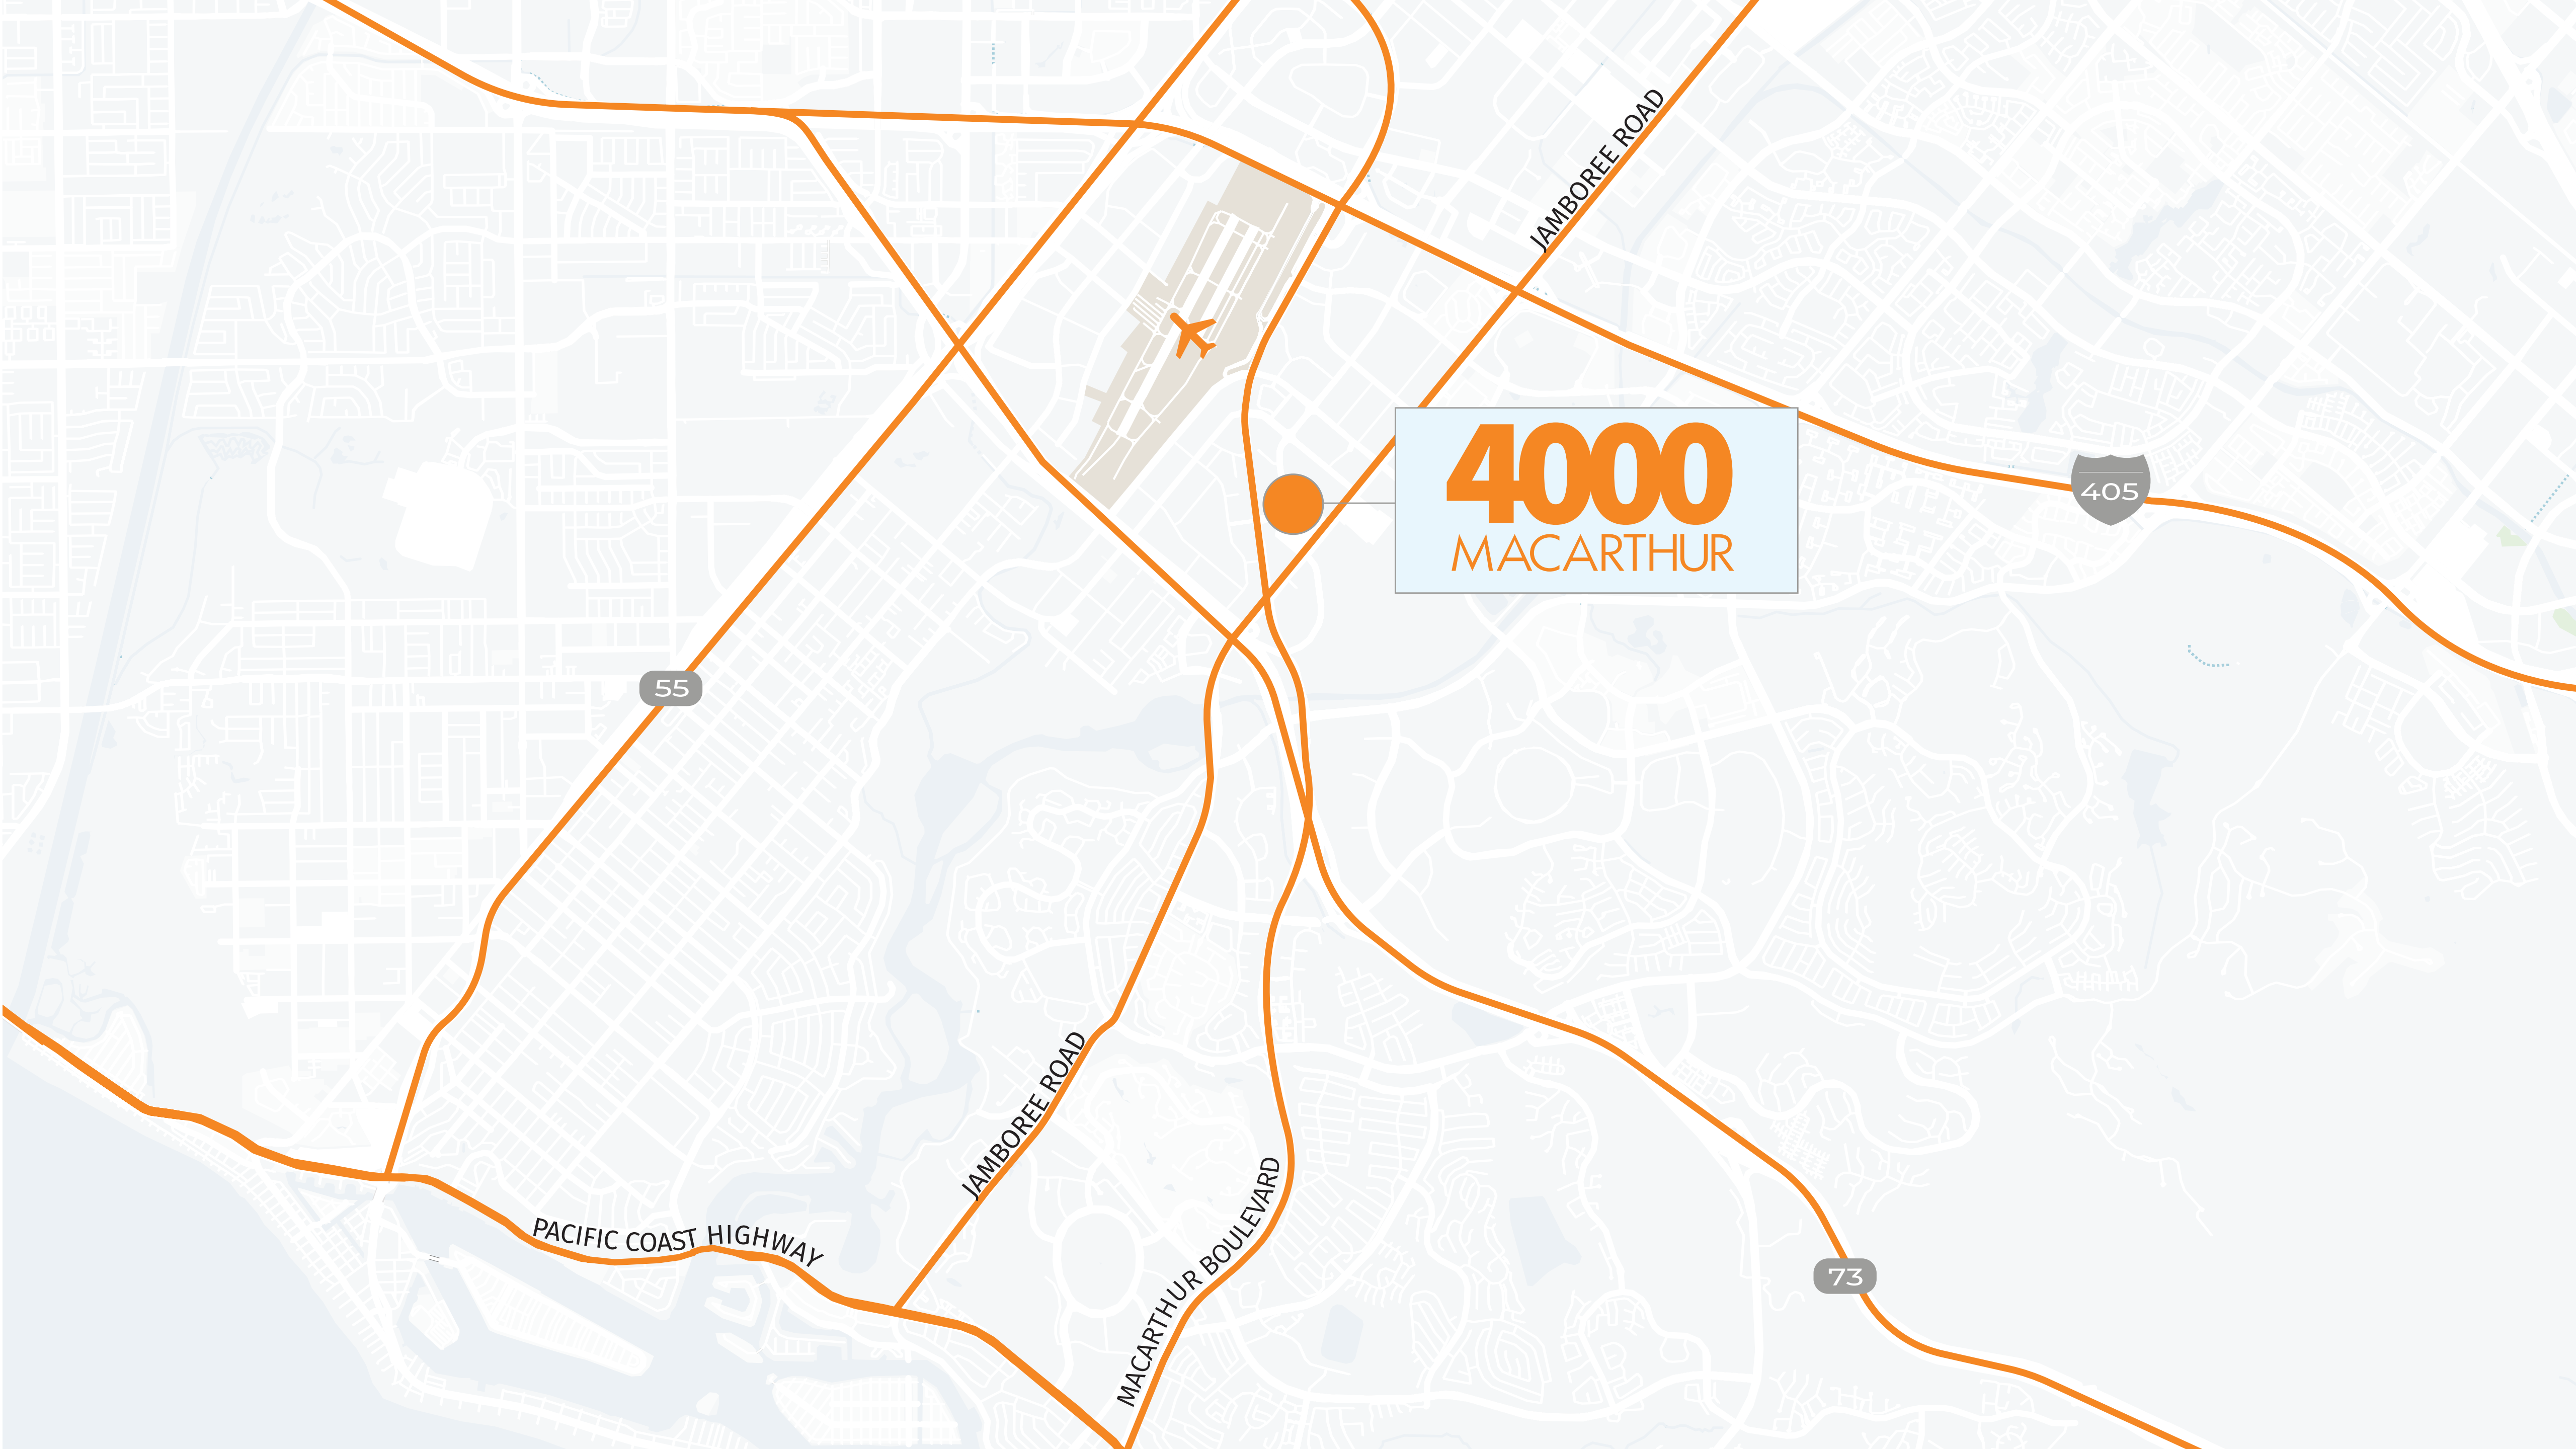 JAMBOREE ROAD
4000
MACARTHUR
405
55
JAMBOREE ROAD
MACARTHUR BOULEVARD
PACIFIC COAST HIGHWAY
73